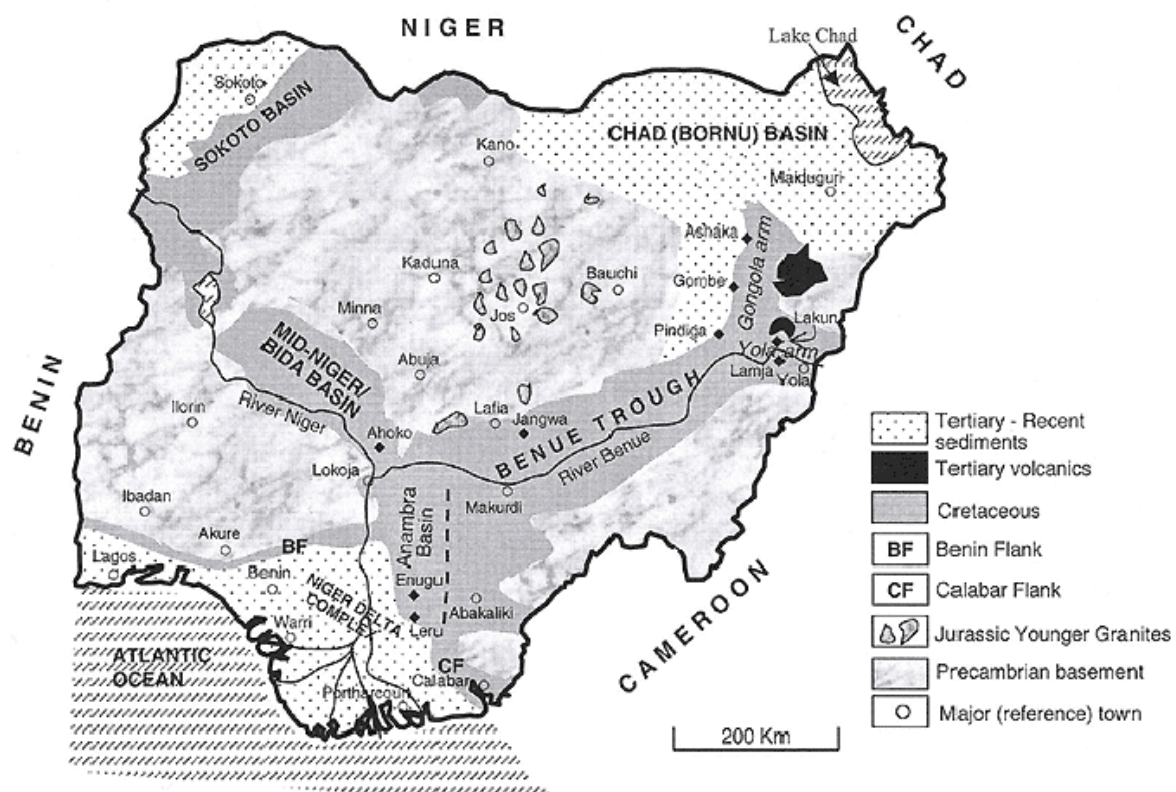 NIGER
CHAD
Lake Chad
Sokoto
SOKOTO BASIN
CHAD (BORNU) BASIN
Kano
Maiduguri
Ashaka
Gongola arm
Kaduna
Bauchi
Gombe
Minna
Jos
Pindiga
Lakun
MID-NIGER/
BIDA BASIN
Yola arm
Abuja
Lamja
Yola
BENIN
Ilorin
River Niger
Lafia
Jangwa
BENUE TROUGH
Ahoko
River Benue
Lokoja
Makurdi
Ibadan
Anambra
Basin
Akure
BF
Lagos
Benin
Enugu
NIGER DELTA
COMPLEX
Abakaliki
Warri
Leru
CAMEROON
ATLANTIC
OCEAN
CF
Calabar
Portharcourt
200 Km
Tertiary - Recent
sediments
Tertiary volcanics
Cretaceous
BF Benin Flank
CF Calabar Flank
Jurassic Younger Granites
Precambrian basement
Major (reference) town